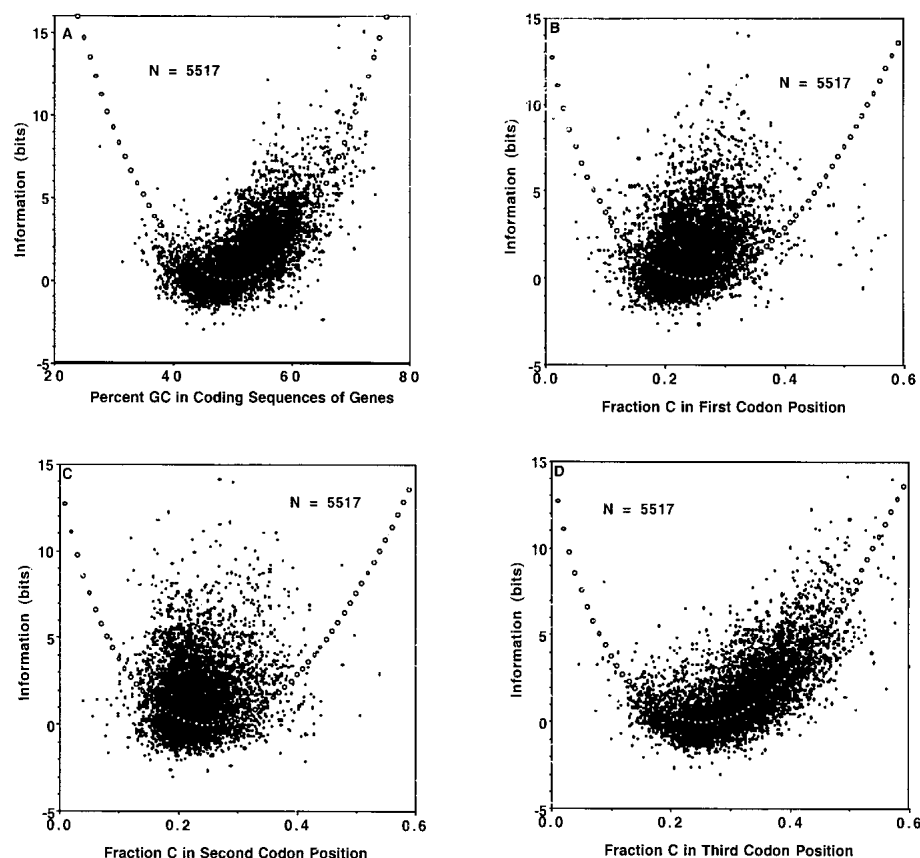 A
N = 5517
Information (bits)
15
10
5
0
-5
20
40
60
80
Percent GC in Coding Sequences of Genes
B
N = 5517
Information (bits)
15
10
5
0
-5
0.0
0.2
0.4
0.6
Fraction C in First Codon Position
C
N = 5517
Information (bits)
15
10
5
0
-5
0.0
0.2
0.4
0.6
Fraction C in Second Codon Position
D
N = 5517
Information (bits)
15
10
5
0
-5
0.0
0.2
0.4
0.6
Fraction C in Third Codon Position